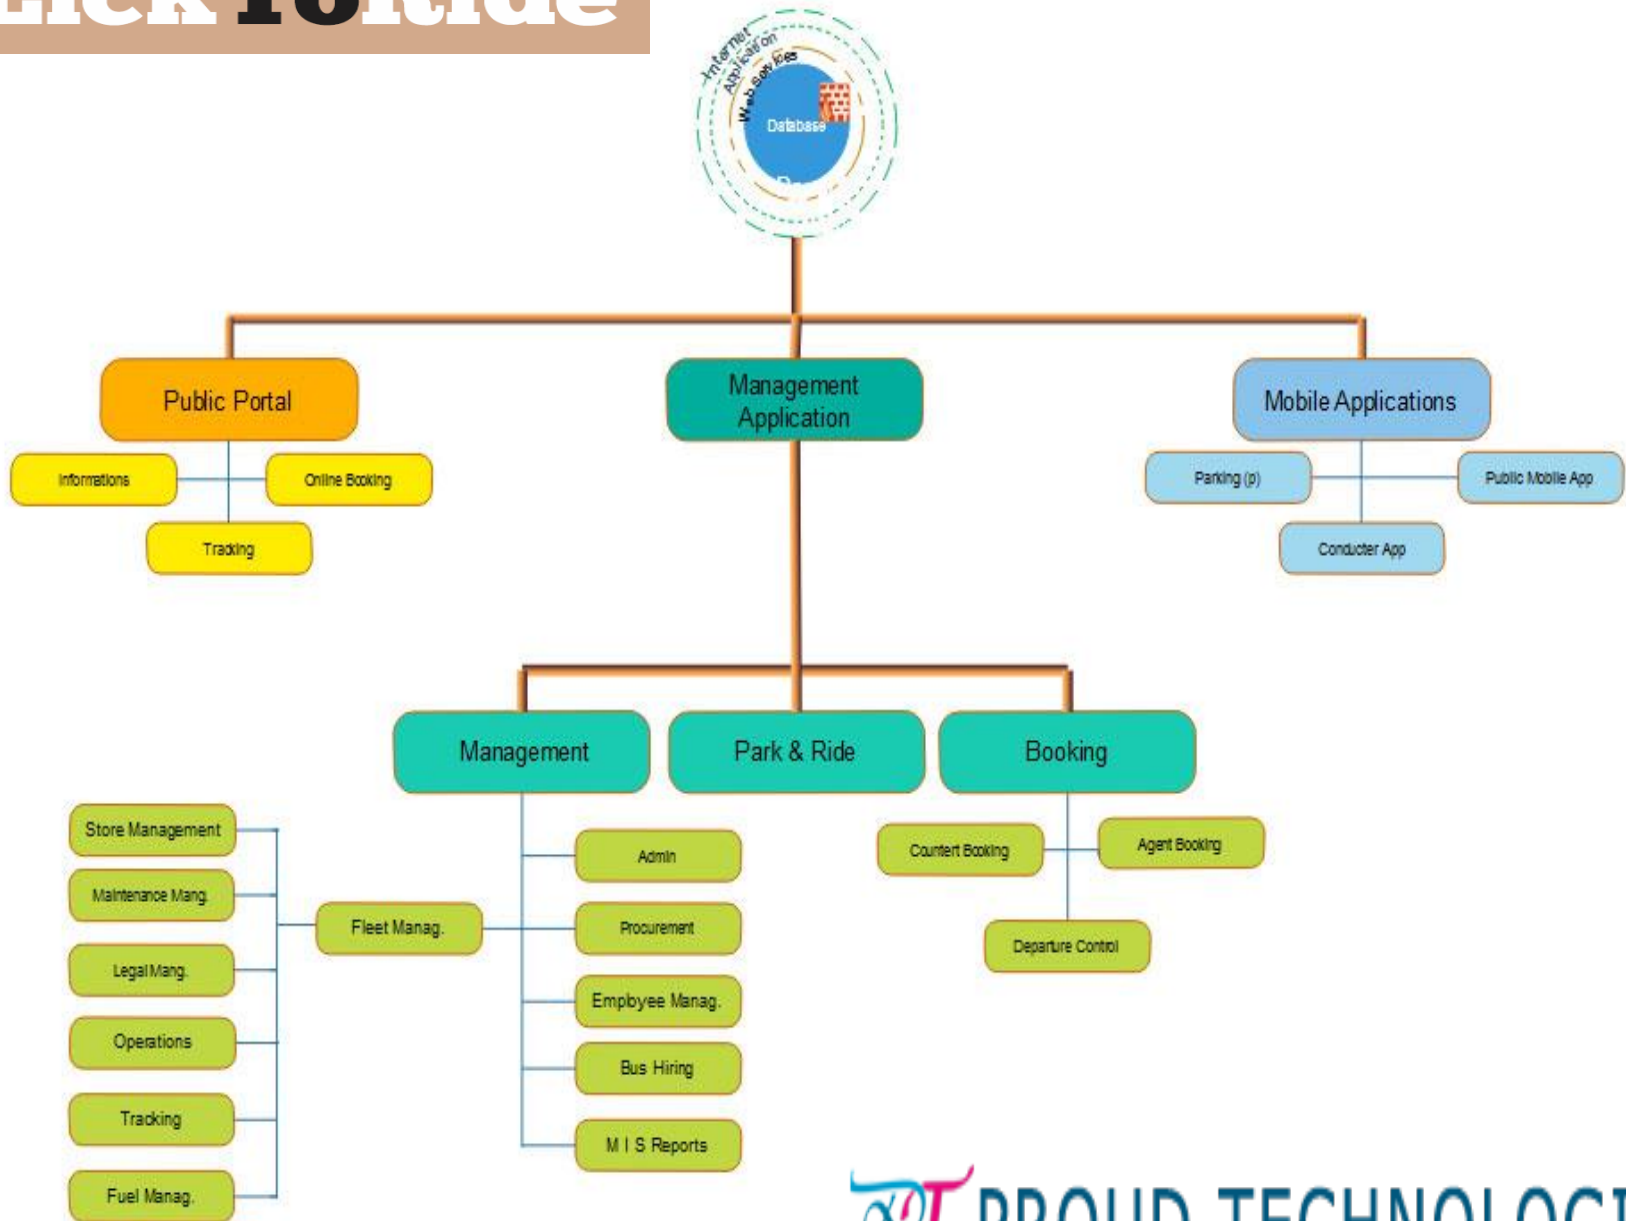 LickToRide
Internet
Application
Web Services
Database
Public Portal
Management
Application
Mobile Applications
Informations
Online Booking
Tracking
Parking (p)
Public Mobile App
Conducter App
Management
Park & Ride
Booking
Store Management
Maintenance Mang.
Legal Mang.
Operations
Tracking
Fuel Manag.
Fleet Manag.
Admin
Procurement
Employee Manag.
Bus Hiring
M I S Reports
Countert Booking
Agent Booking
Departure Control
PROUD TECHNOLOGI